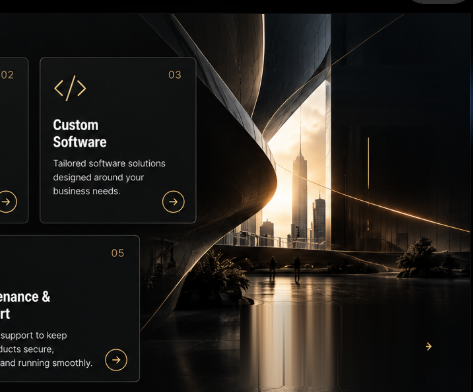 02
03
</>
Custom
Software
Tailored software solutions
designed around your
business needs.
05
enance &
rt
support to keep
ducts secure,
and running smoothly.